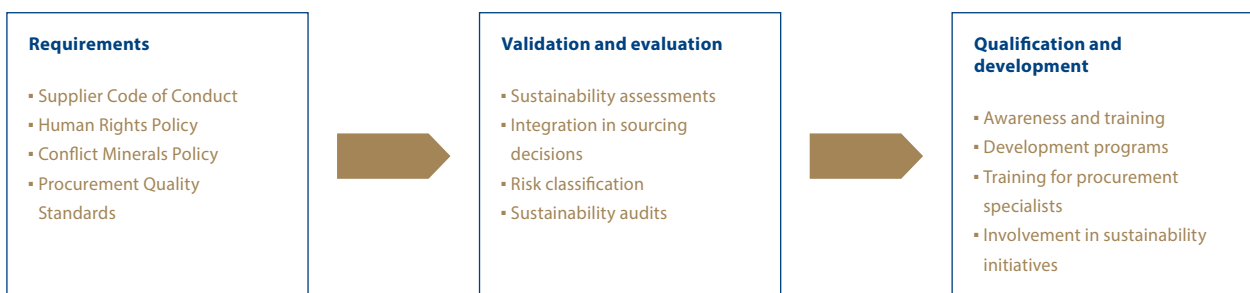 Requirements
▪ Supplier Code of Conduct
▪ Human Rights Policy
▪ Conflict Minerals Policy
▪ Procurement Quality
Standards
Validation and evaluation
▪ Sustainability assessments
▪ Integration in sourcing
decisions
▪ Risk classification
▪ Sustainability audits
Qualification and
development
▪ Awareness and training
▪ Development programs
▪ Training for procurement
specialists
▪ Involvement in sustainability
initiatives